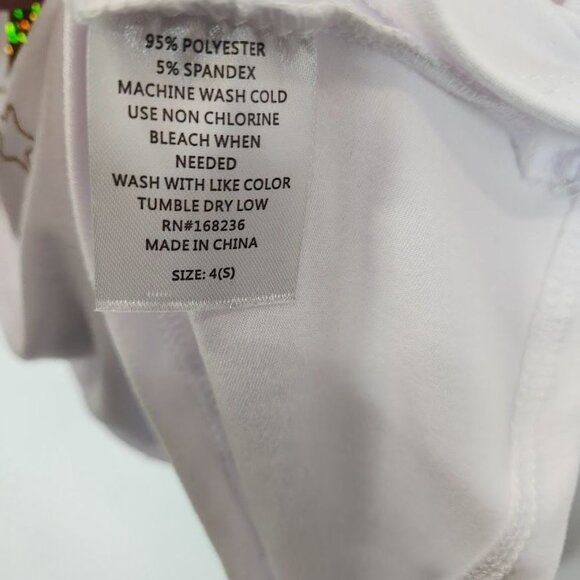 95% POLYESTER
5% SPANDEX
MACHINE WASH COLD
USE NON CHLORINE
BLEACH WHEN
NEEDED
WASH WITH LIKE COLOR
TUMBLE DRY LOW
RN#168236
MADE IN CHINA
SIZE: 4(S)